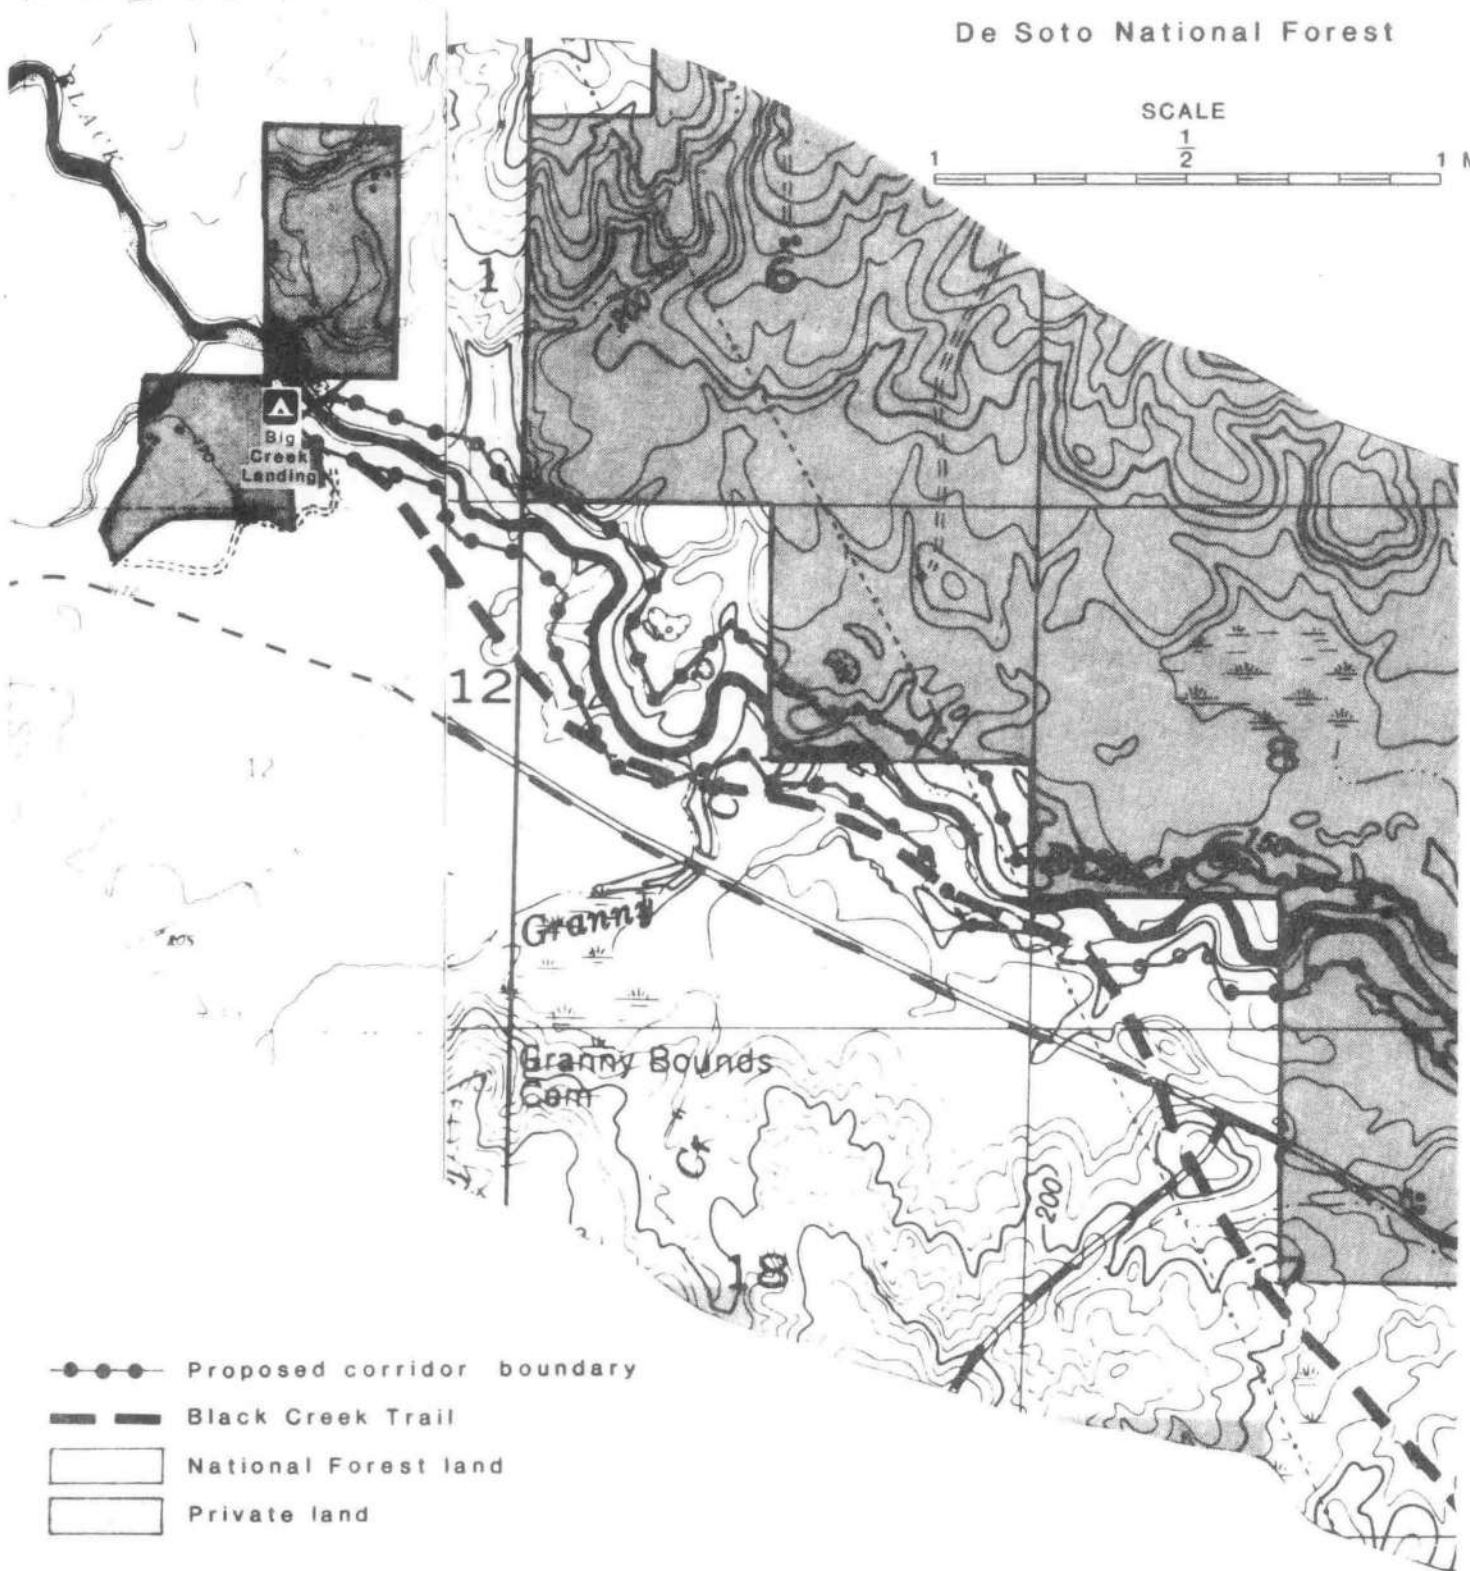 De Soto National Forest
SCALE
1 1/2 1 M
BLACK
1
6
200
Big
Creek
Landing
12
12
8
150
Granny
Granny Bounds
Cem
Cr
200
18
Proposed corridor boundary
Black Creek Trail
National Forest land
Private land